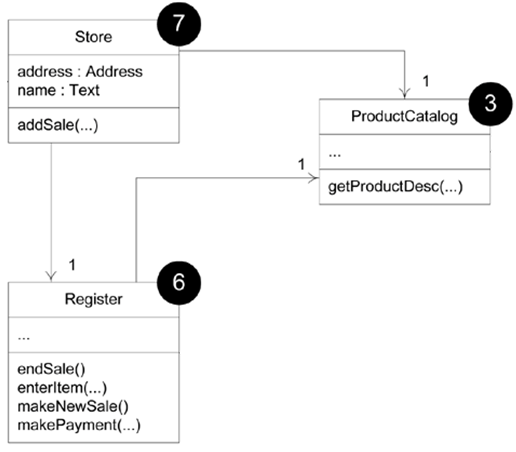 Store
7
address : Address
name : Text
addSale(...)
1
ProductCatalog
3
...
getProductDesc(...)
1
1
Register
6
...
endSale()
enterItem(...)
makeNewSale()
makePayment(...)